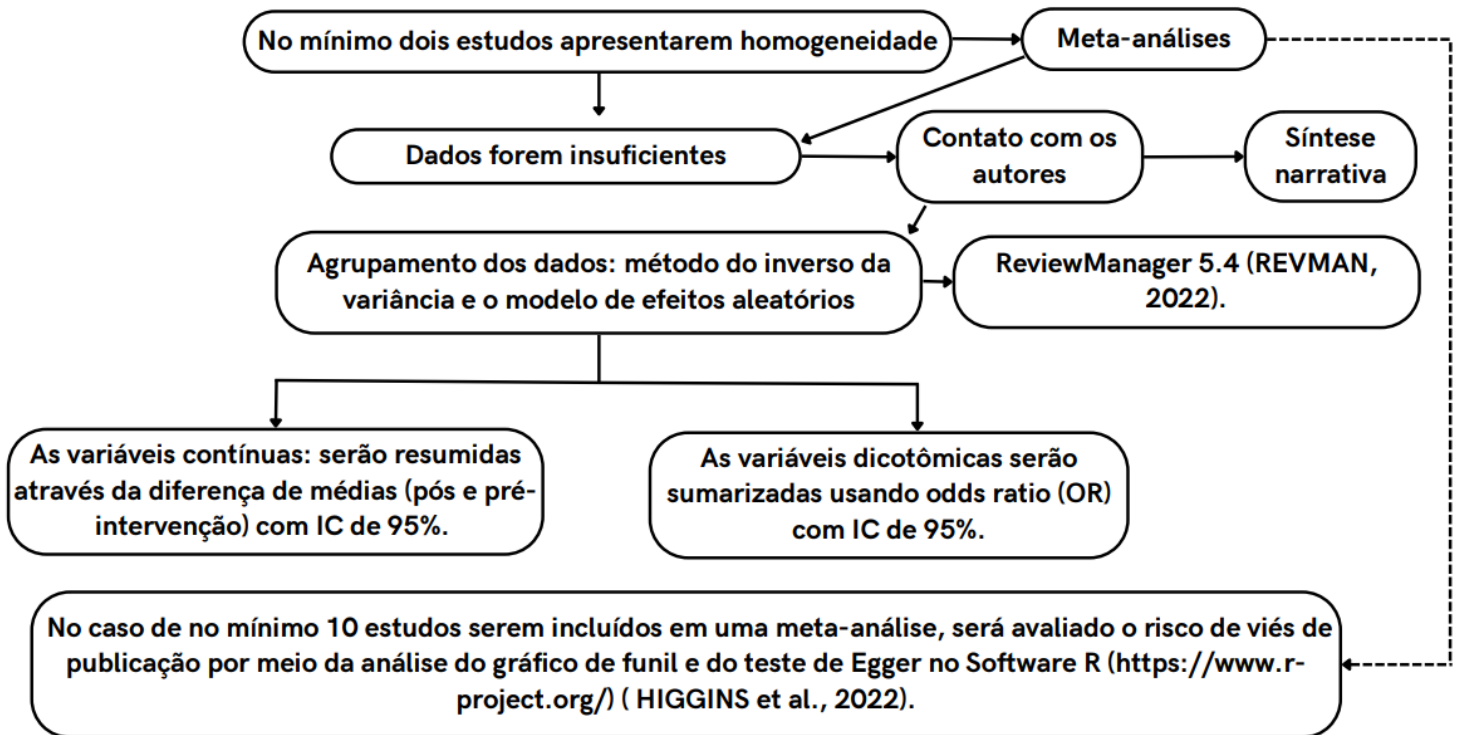 No mínimo dois estudos apresentarem homogeneidade
Meta-análises
Dados forem insuficientes
Contato com os
autores
Síntese
narrativa
Agrupamento dos dados: método do inverso da
variância e o modelo de efeitos aleatórios
ReviewManager 5.4 (REVMAN,
2022).
As variáveis contínuas: serão resumidas
através da diferença de médias (pós e pré-
intervenção) com IC de 95%.
As variáveis dicotômicas serão
sumarizadas usando odds ratio (OR)
com IC de 95%.
No caso de no mínimo 10 estudos serem incluídos em uma meta-análise, será avaliado o risco de viés de
publicação por meio da análise do gráfico de funil e do teste de Egger no Software R (https://www.r-
project.org/) ( HIGGINS et al., 2022).